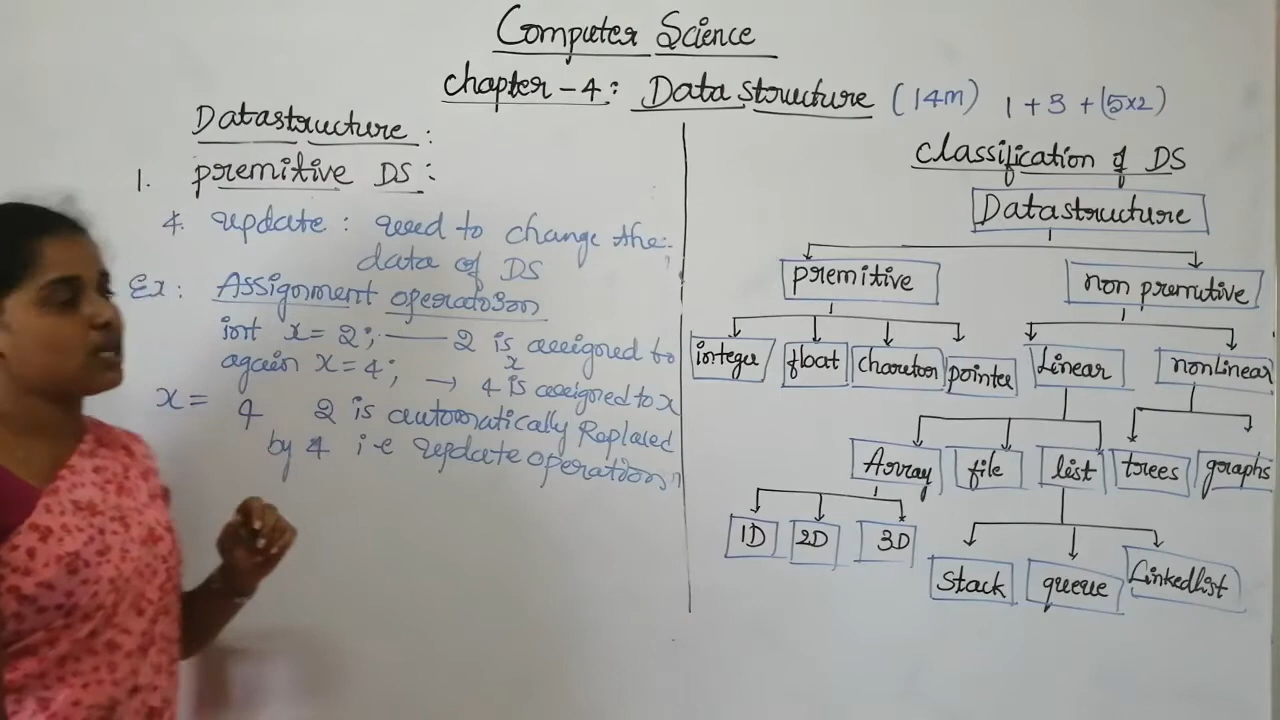 Computer Science
Chapter - 4 : Data structure (14m) 1 + 3 + (5x2)
Datastructure :
1. premitive DS :
4. update : used to change the
data of DS
Ex : Assignment operation
int x = 2; —— 2 is assigned to
x
again x = 4; → 4 is assigned to x
x = 4 2 is automatically Replaced
by 4 i-e update operation
Classification of DS
Datastructure
premitive
non premitive
integer
float
pointer
Linear
nonlinear
Array
file
list
trees
graphs
1D
2D
3D
Stack
queue
Linkedlist